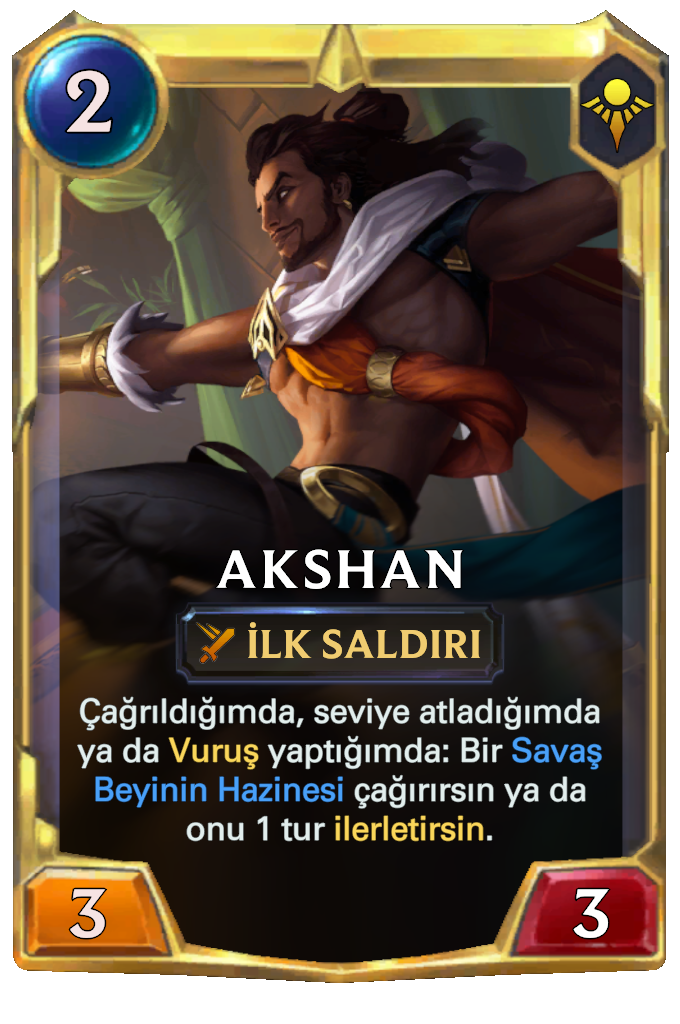 2
AKSHAN
İLK SALDIRI
Çağrıldığımda, seviye atladığımda
ya da Vuruş yaptığımda: Bir Savaş
Beyinin Hazinesi çağırırsın ya da
onu 1 tur ilerletirsin.
3
3